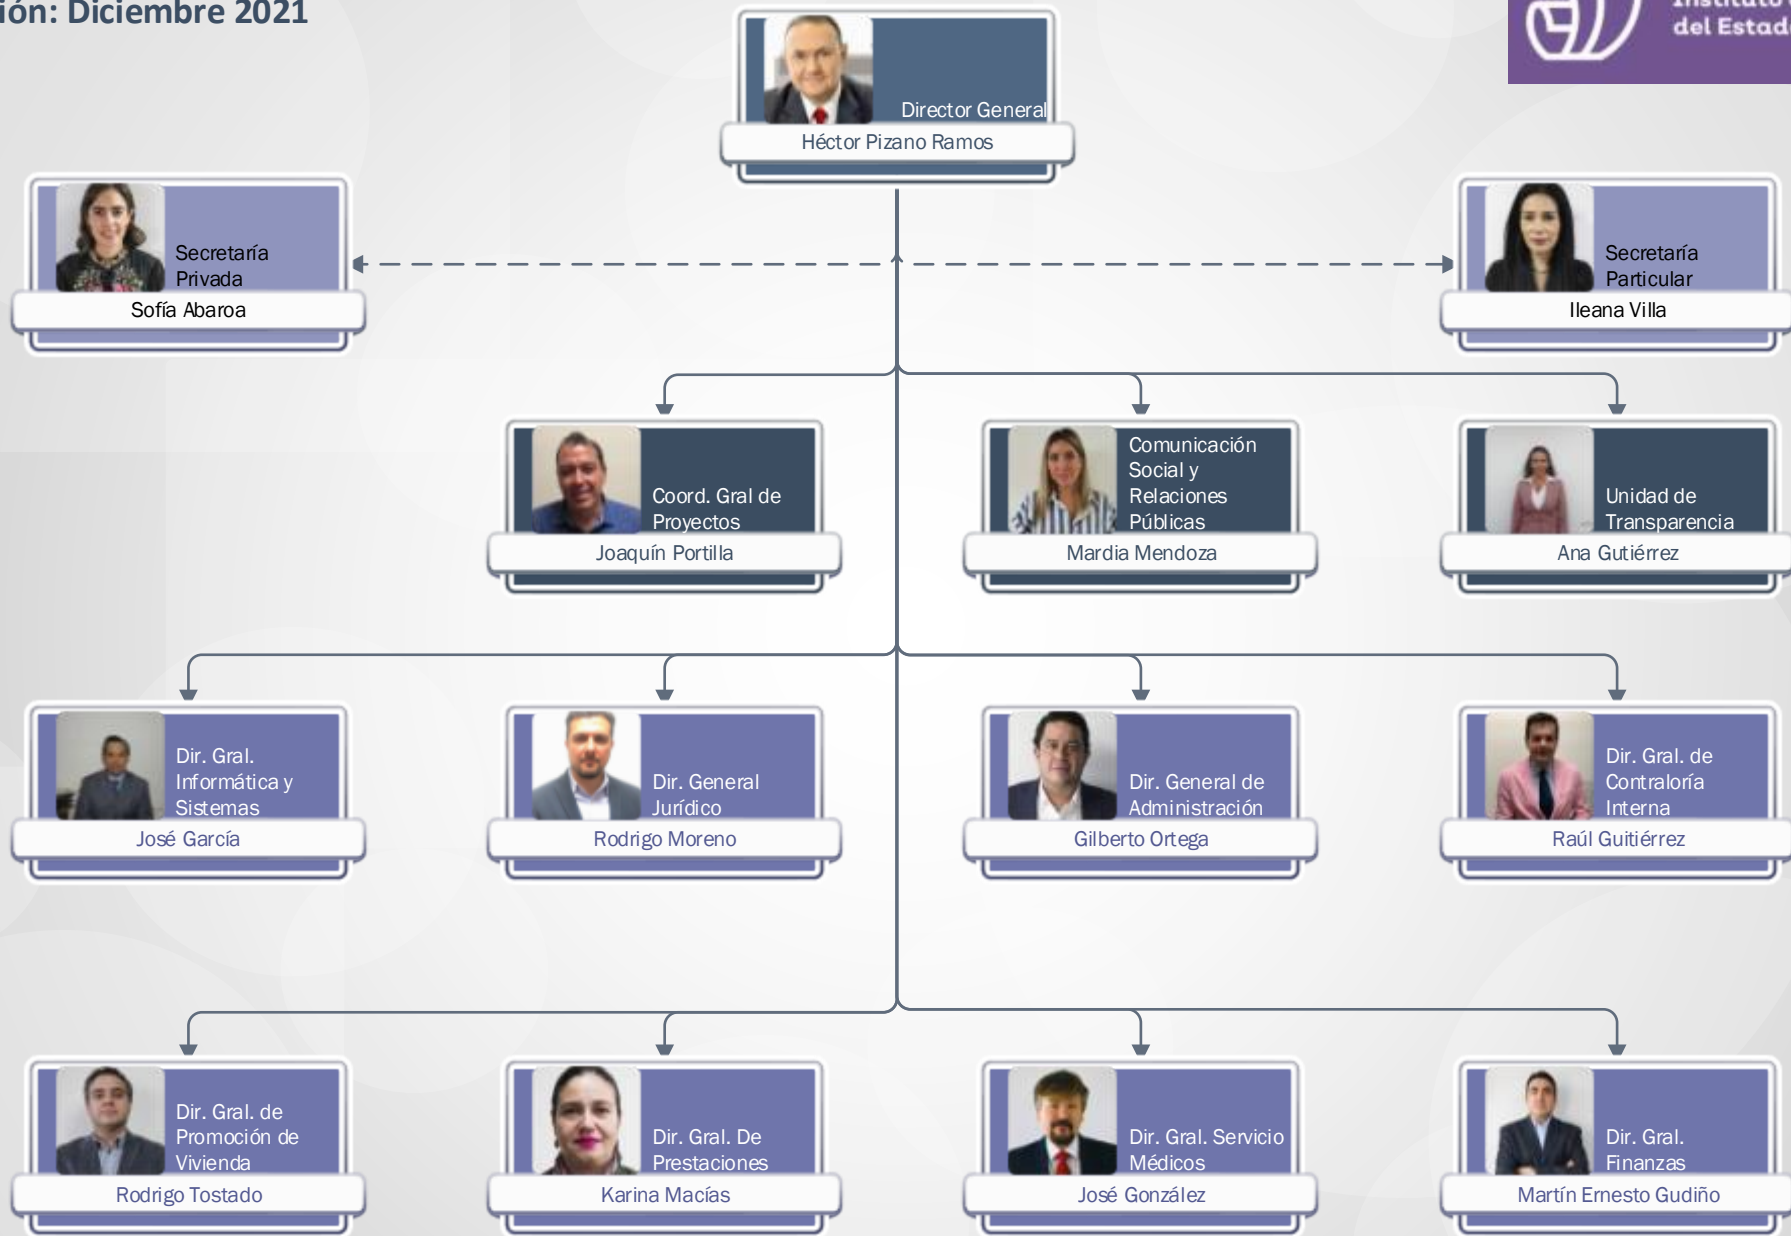 ión: Diciembre 2021
Instituto
del Estad
Director General
Héctor Pizano Ramos
Secretaría
Privada
Sofía Abaroa
Secretaría
Particular
Ileana Villa
Coord. Gral de
Proyectos
Joaquín Portilla
Comunicación
Social y
Relaciones
Públicas
Mardia Mendoza
Unidad de
Transparencia
Ana Gutiérrez
Dir. Gral.
Informática y
Sistemas
José García
Dir. General
Jurídico
Rodrigo Moreno
Dir. General de
Administración
Gilberto Ortega
Dir. Gral. de
Contraloría
Interna
Raúl Guitiérrez
Dir. Gral. de
Promoción de
Vivienda
Rodrigo Tostado
Dir. Gral. De
Prestaciones
Karina Macías
Dir. Gral. Servicio
Médicos
José González
Dir. Gral.
Finanzas
Martín Ernesto Gudiño